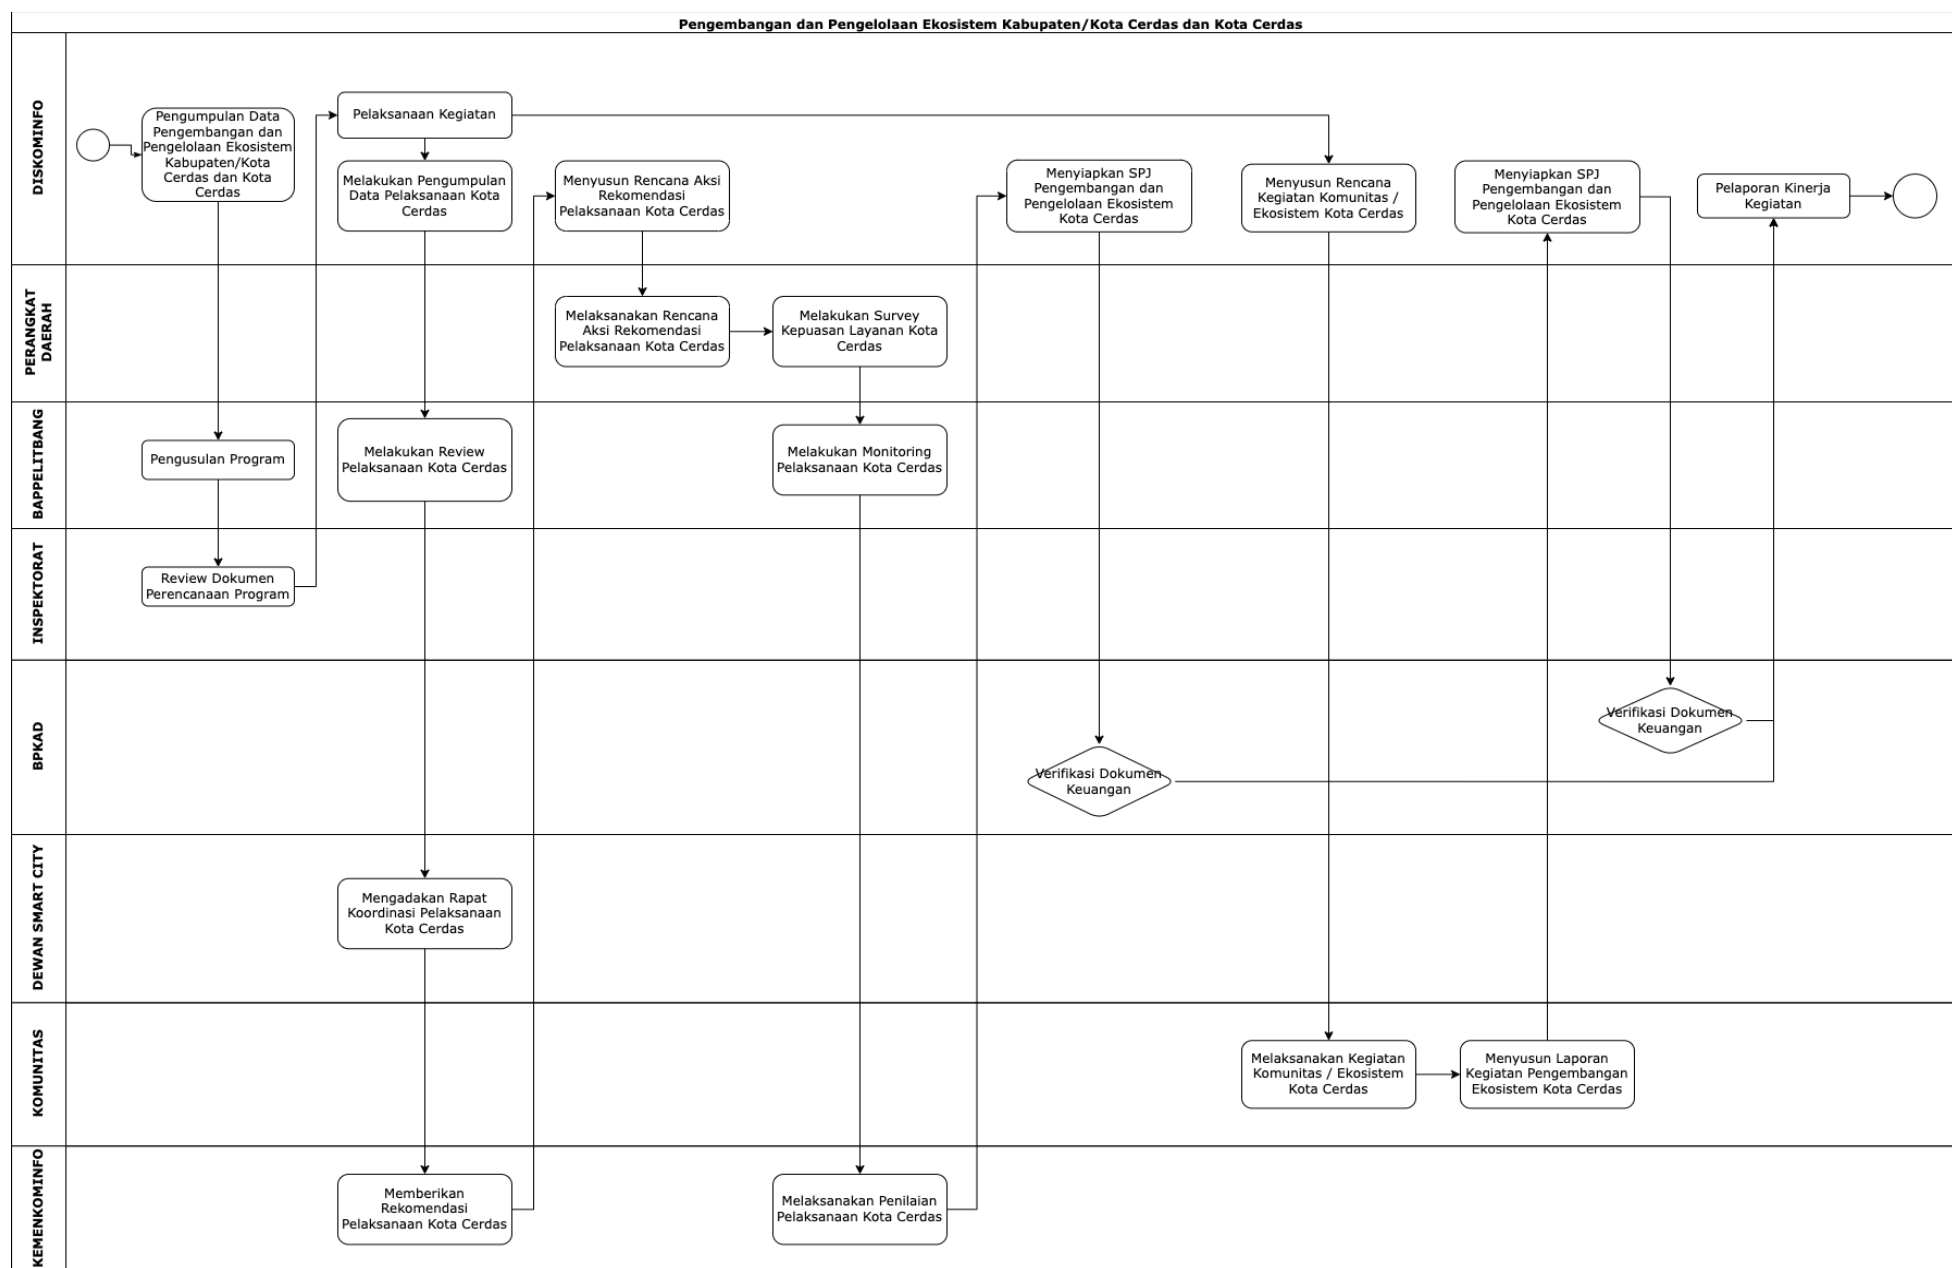 Pengembangan dan Pengelolaan Ekosistem Kabupaten/Kota Cerdas dan Kota Cerdas
DISKOMINFO
Pengumpulan Data
Pengembangan dan
Pengelolaan Ekosistem
Kabupaten/Kota
Cerdas dan Kota
Cerdas
Pelaksanaan Kegiatan
Melakukan Pengumpulan
Data Pelaksanaan Kota
Cerdas
Menyusun Rencana Aksi
Rekomendasi
Pelaksanaan Kota Cerdas
Menyiapkan SPJ
Pengembangan dan
Pengelolaan Ekosistem
Kota Cerdas
Menyusun Rencana
Kegiatan Komunitas /
Ekosistem Kota Cerdas
Menyiapkan SPJ
Pengembangan dan
Pengelolaan Ekosistem
Kota Cerdas
Pelaporan Kinerja
Kegiatan
PERANGKAT
DAERAH
Melaksanakan Rencana
Aksi Rekomendasi
Pelaksanaan Kota Cerdas
Melakukan Survey
Kepuasan Layanan Kota
Cerdas
BAPPELITBANG
Pengusulan Program
Melakukan Review
Pelaksanaan Kota Cerdas
Melakukan Monitoring
Pelaksanaan Kota Cerdas
INSPEKTORAT
Review Dokumen
Perencanaan Program
BPKAD
Verifikasi Dokumen
Keuangan
Verifikasi Dokumen
Keuangan
DEWAN SMART CITY
Mengadakan Rapat
Koordinasi Pelaksanaan
Kota Cerdas
KOMUNITAS
Melaksanakan Kegiatan
Komunitas / Ekosistem
Kota Cerdas
Menyusun Laporan
Kegiatan Pengembangan
Ekosistem Kota Cerdas
KEMENKOMINFO
Memberikan
Rekomendasi
Pelaksanaan Kota Cerdas
Melaksanakan Penilaian
Pelaksanaan Kota Cerdas